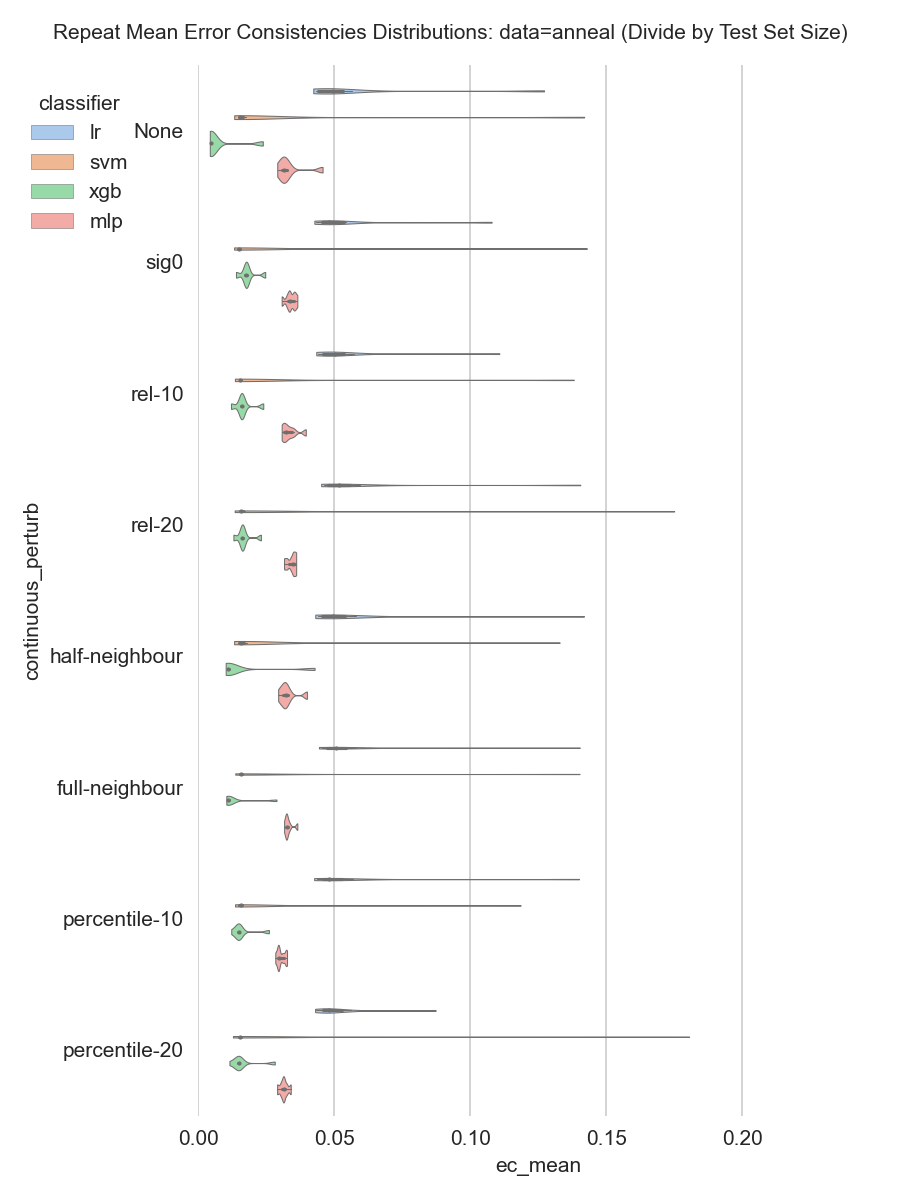 Repeat Mean Error Consistencies Distributions: data=anneal (Divide by Test Set Size)
classifier
lr
svm
xgb
mlp
None
sig0
rel-10
rel-20
half-neighbour
full-neighbour
percentile-10
percentile-20
continuous_perturb
0.00
0.05
0.10
0.15
0.20
ec_mean